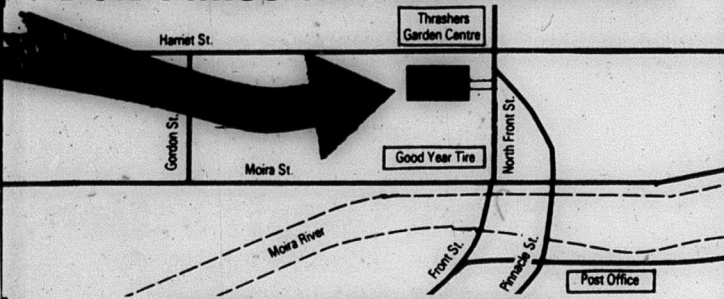 Thrashers
Garden Centre
Harriet St.
Gordon St.
North Front St.
Good Year Tire
Moira St.
Moira River
Front St.
Pinnacle St.
Post Office